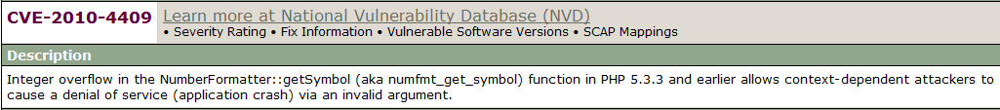 CVE-2010-4409
Learn more at National Vulnerability Database (NVD)
• Severity Rating • Fix Information • Vulnerable Software Versions • SCAP Mappings
Description
Integer overflow in the NumberFormatter::getSymbol (aka numfmt_get_symbol) function in PHP 5.3.3 and earlier allows context-dependent attackers to
cause a denial of service (application crash) via an invalid argument.